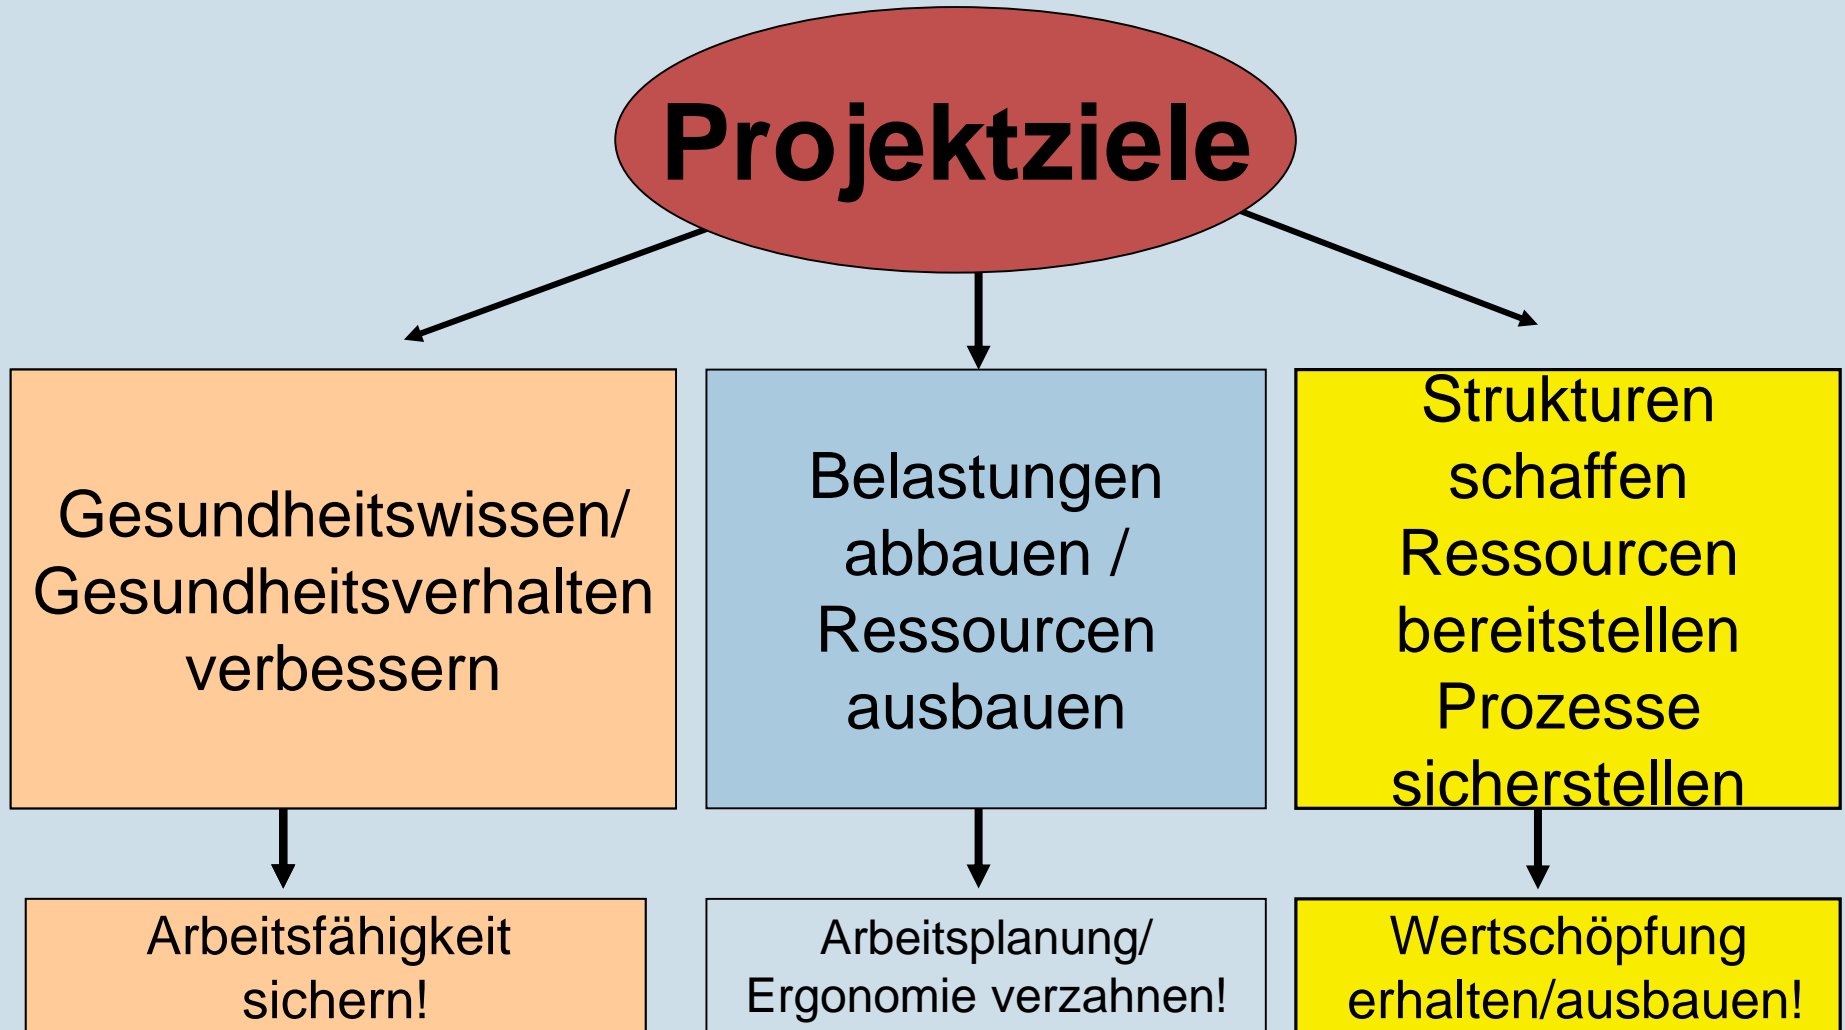 Projektziele
Gesundheitswissen/
Gesundheitsverhalten
verbessern
Belastungen
abbauen /
Ressourcen
ausbauen
Strukturen
schaffen
Ressourcen
bereitstellen
Prozesse
sicherstellen
Arbeitsfähigkeit
sichern!
Arbeitsplanung/
Ergonomie verzahnen!
Wertschöpfung
erhalten/ausbauen!